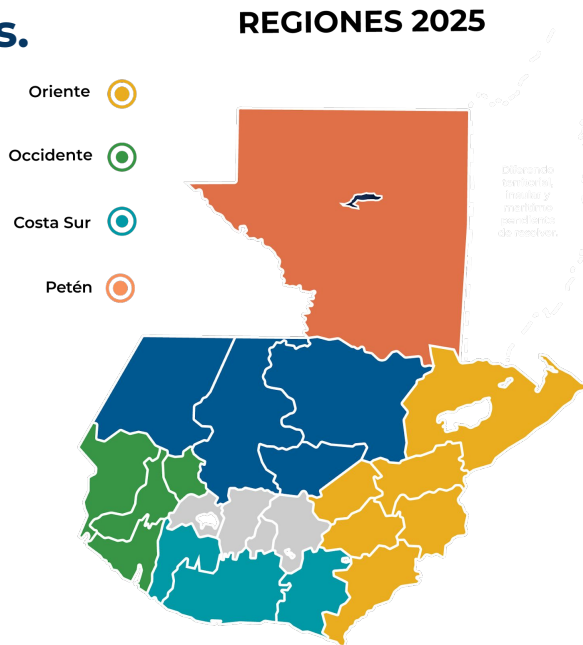 s.
REGIONES 2025
Oriente
Occidente
Costa Sur
Petén